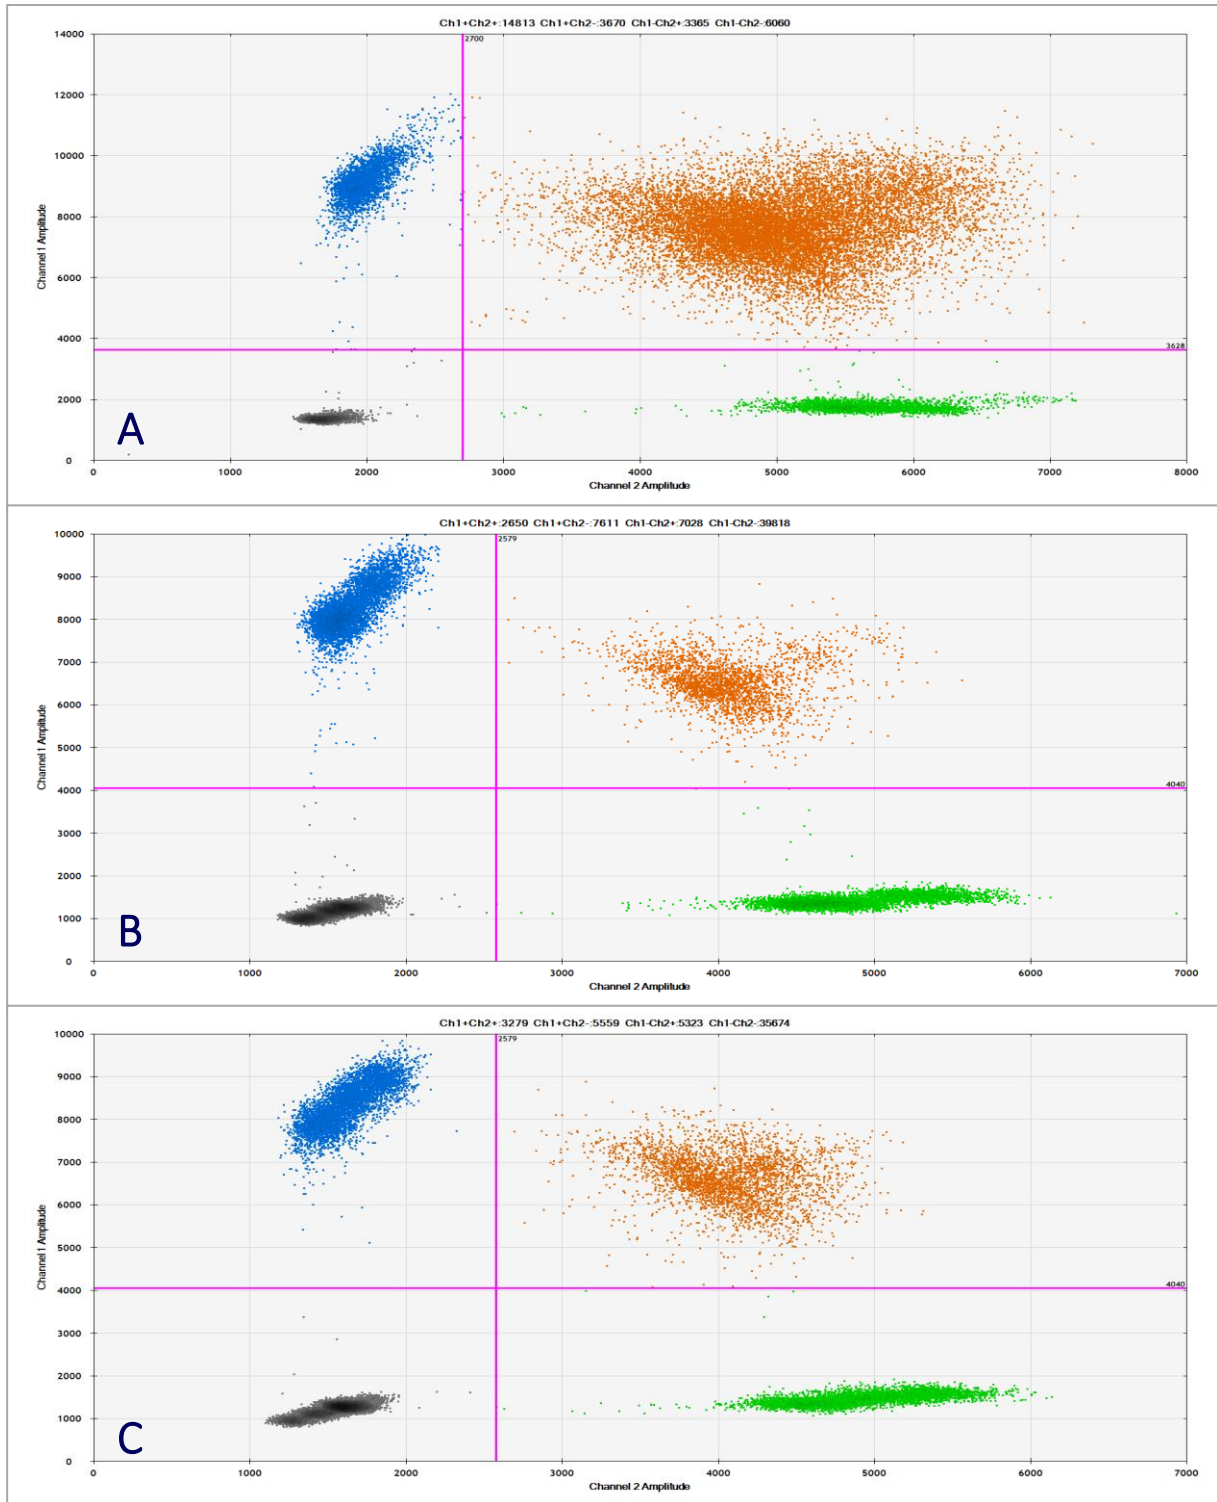 Ch1+Ch2+:14813 Ch1+Ch2-:3670 Ch1-Ch2+:3365 Ch1-Ch2-:6060
2700
14000
12000
10000
8000
6000
4000
2000
0
Channel 1 Amplitude
3628
A
0 1000 2000 3000 4000 5000 6000 7000 8000
Channel 2 Amplitude
Ch1+Ch2+:2650 Ch1+Ch2-:7611 Ch1-Ch2+:7028 Ch1-Ch2-:39818
2579
10000
9000
8000
7000
6000
5000
4000
3000
2000
1000
0
Channel 1 Amplitude
4040
B
0 1000 2000 3000 4000 5000 6000 7000
Channel 2 Amplitude
Ch1+Ch2+:3279 Ch1+Ch2-:5559 Ch1-Ch2+:5323 Ch1-Ch2-:35674
2579
10000
9000
8000
7000
6000
5000
4000
3000
2000
1000
0
Channel 1 Amplitude
4040
C
0 1000 2000 3000 4000 5000 6000 7000
Channel 2 Amplitude